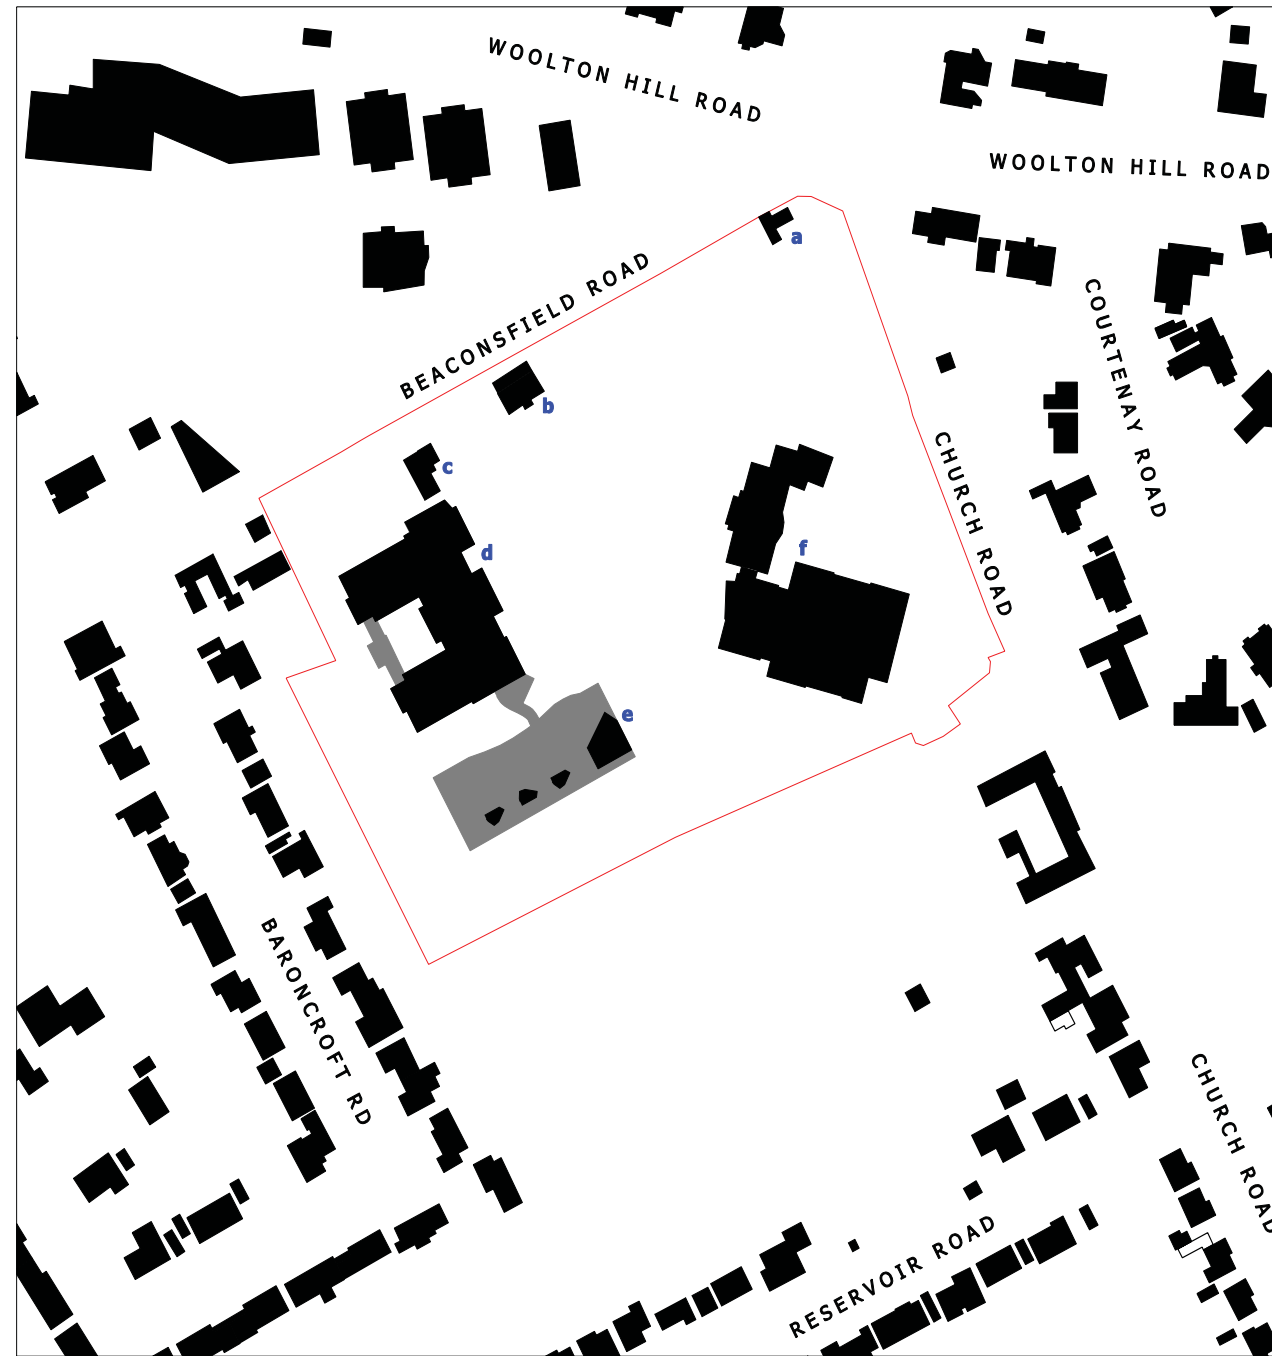 WOOLTON HILL ROAD
WOOLTON HILL ROAD
a
BEACONSFIELD ROAD
COURTENAY ROAD
b
c
CHURCH ROAD
d
f
e
BARONCROFT RD
CHURCH ROAD
RESERVOIR ROAD